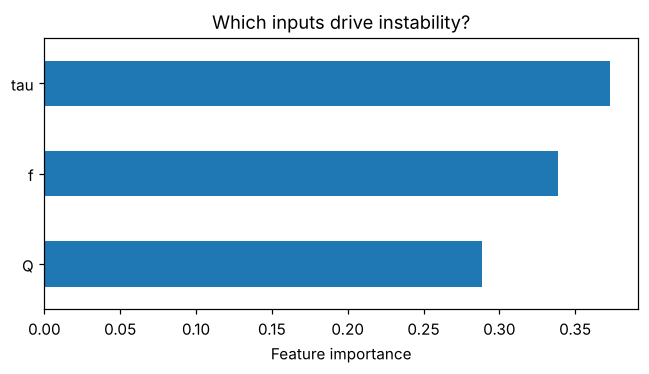 Which inputs drive instability?
tau
f
Q
0.00 0.05 0.10 0.15 0.20 0.25 0.30 0.35
Feature importance